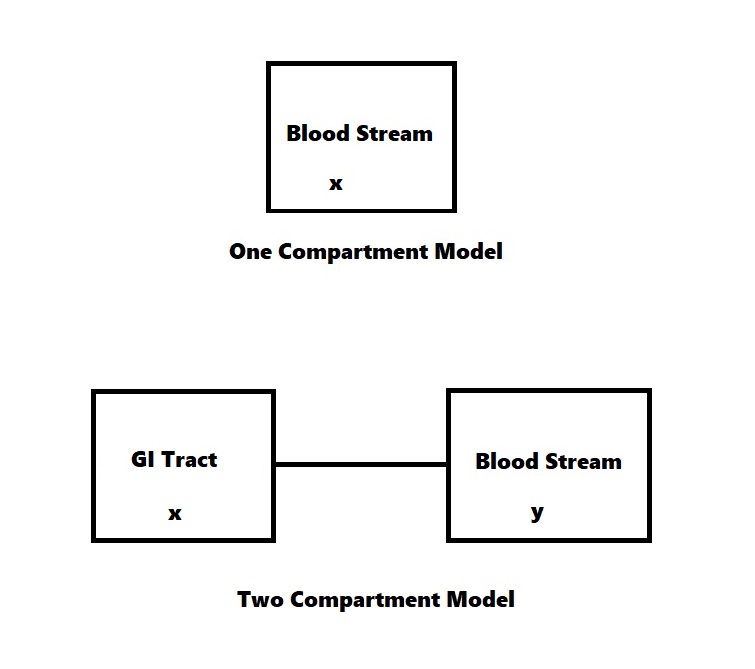 Blood Stream
x
One Compartment Model
GI Tract
x
Blood Stream
y
Two Compartment Model